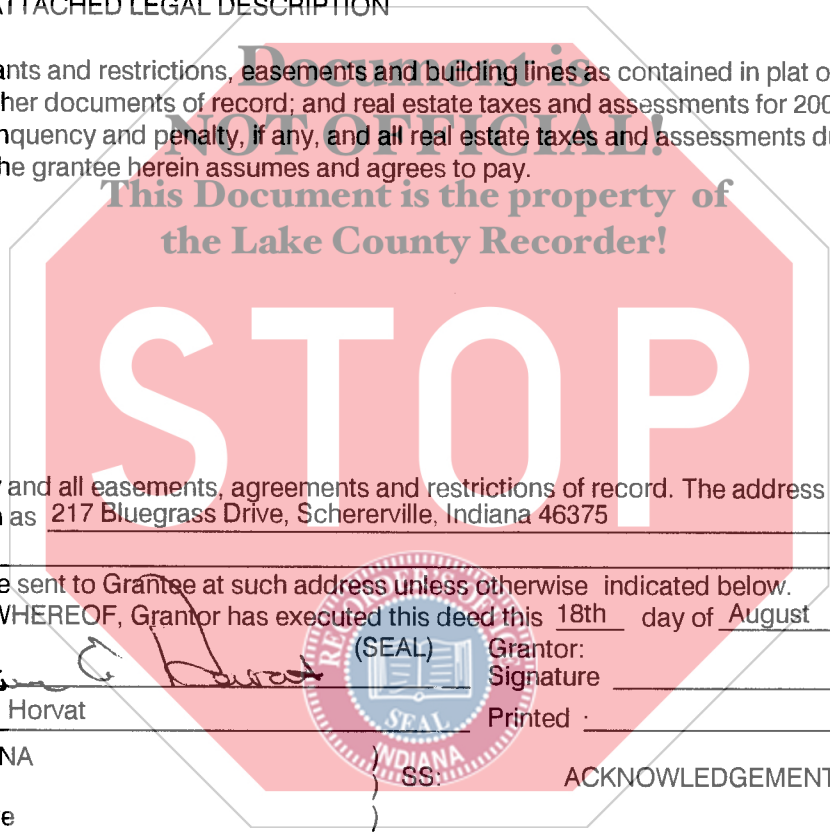 ATTACHED LEGAL DESCRIPTION
Document is
ants and restrictions, easements and building lines as contained in plat o
her documents of record; and real estate taxes and assessments for 200
NOT OFFICIAL!
nquency and penalty, if any, and all real estate taxes and assessments d
he grantee herein assumes and agrees to pay.
This Document is the property of
the Lake County Recorder!
STOP
and all easements, agreements and restrictions of record. The address
as 217 Bluegrass Drive, Schererville, Indiana 46375
e sent to Grantee at such address unless otherwise indicated below.
WHEREOF, Grantor has executed this deed this 18th day of August
(SEAL) Grantor:
Horvat Signature
Horvat Printed
RECORDER'S OFFICE
SEAL
INDIANA
NA )
) SS: ACKNOWLEDGEMENT
e )